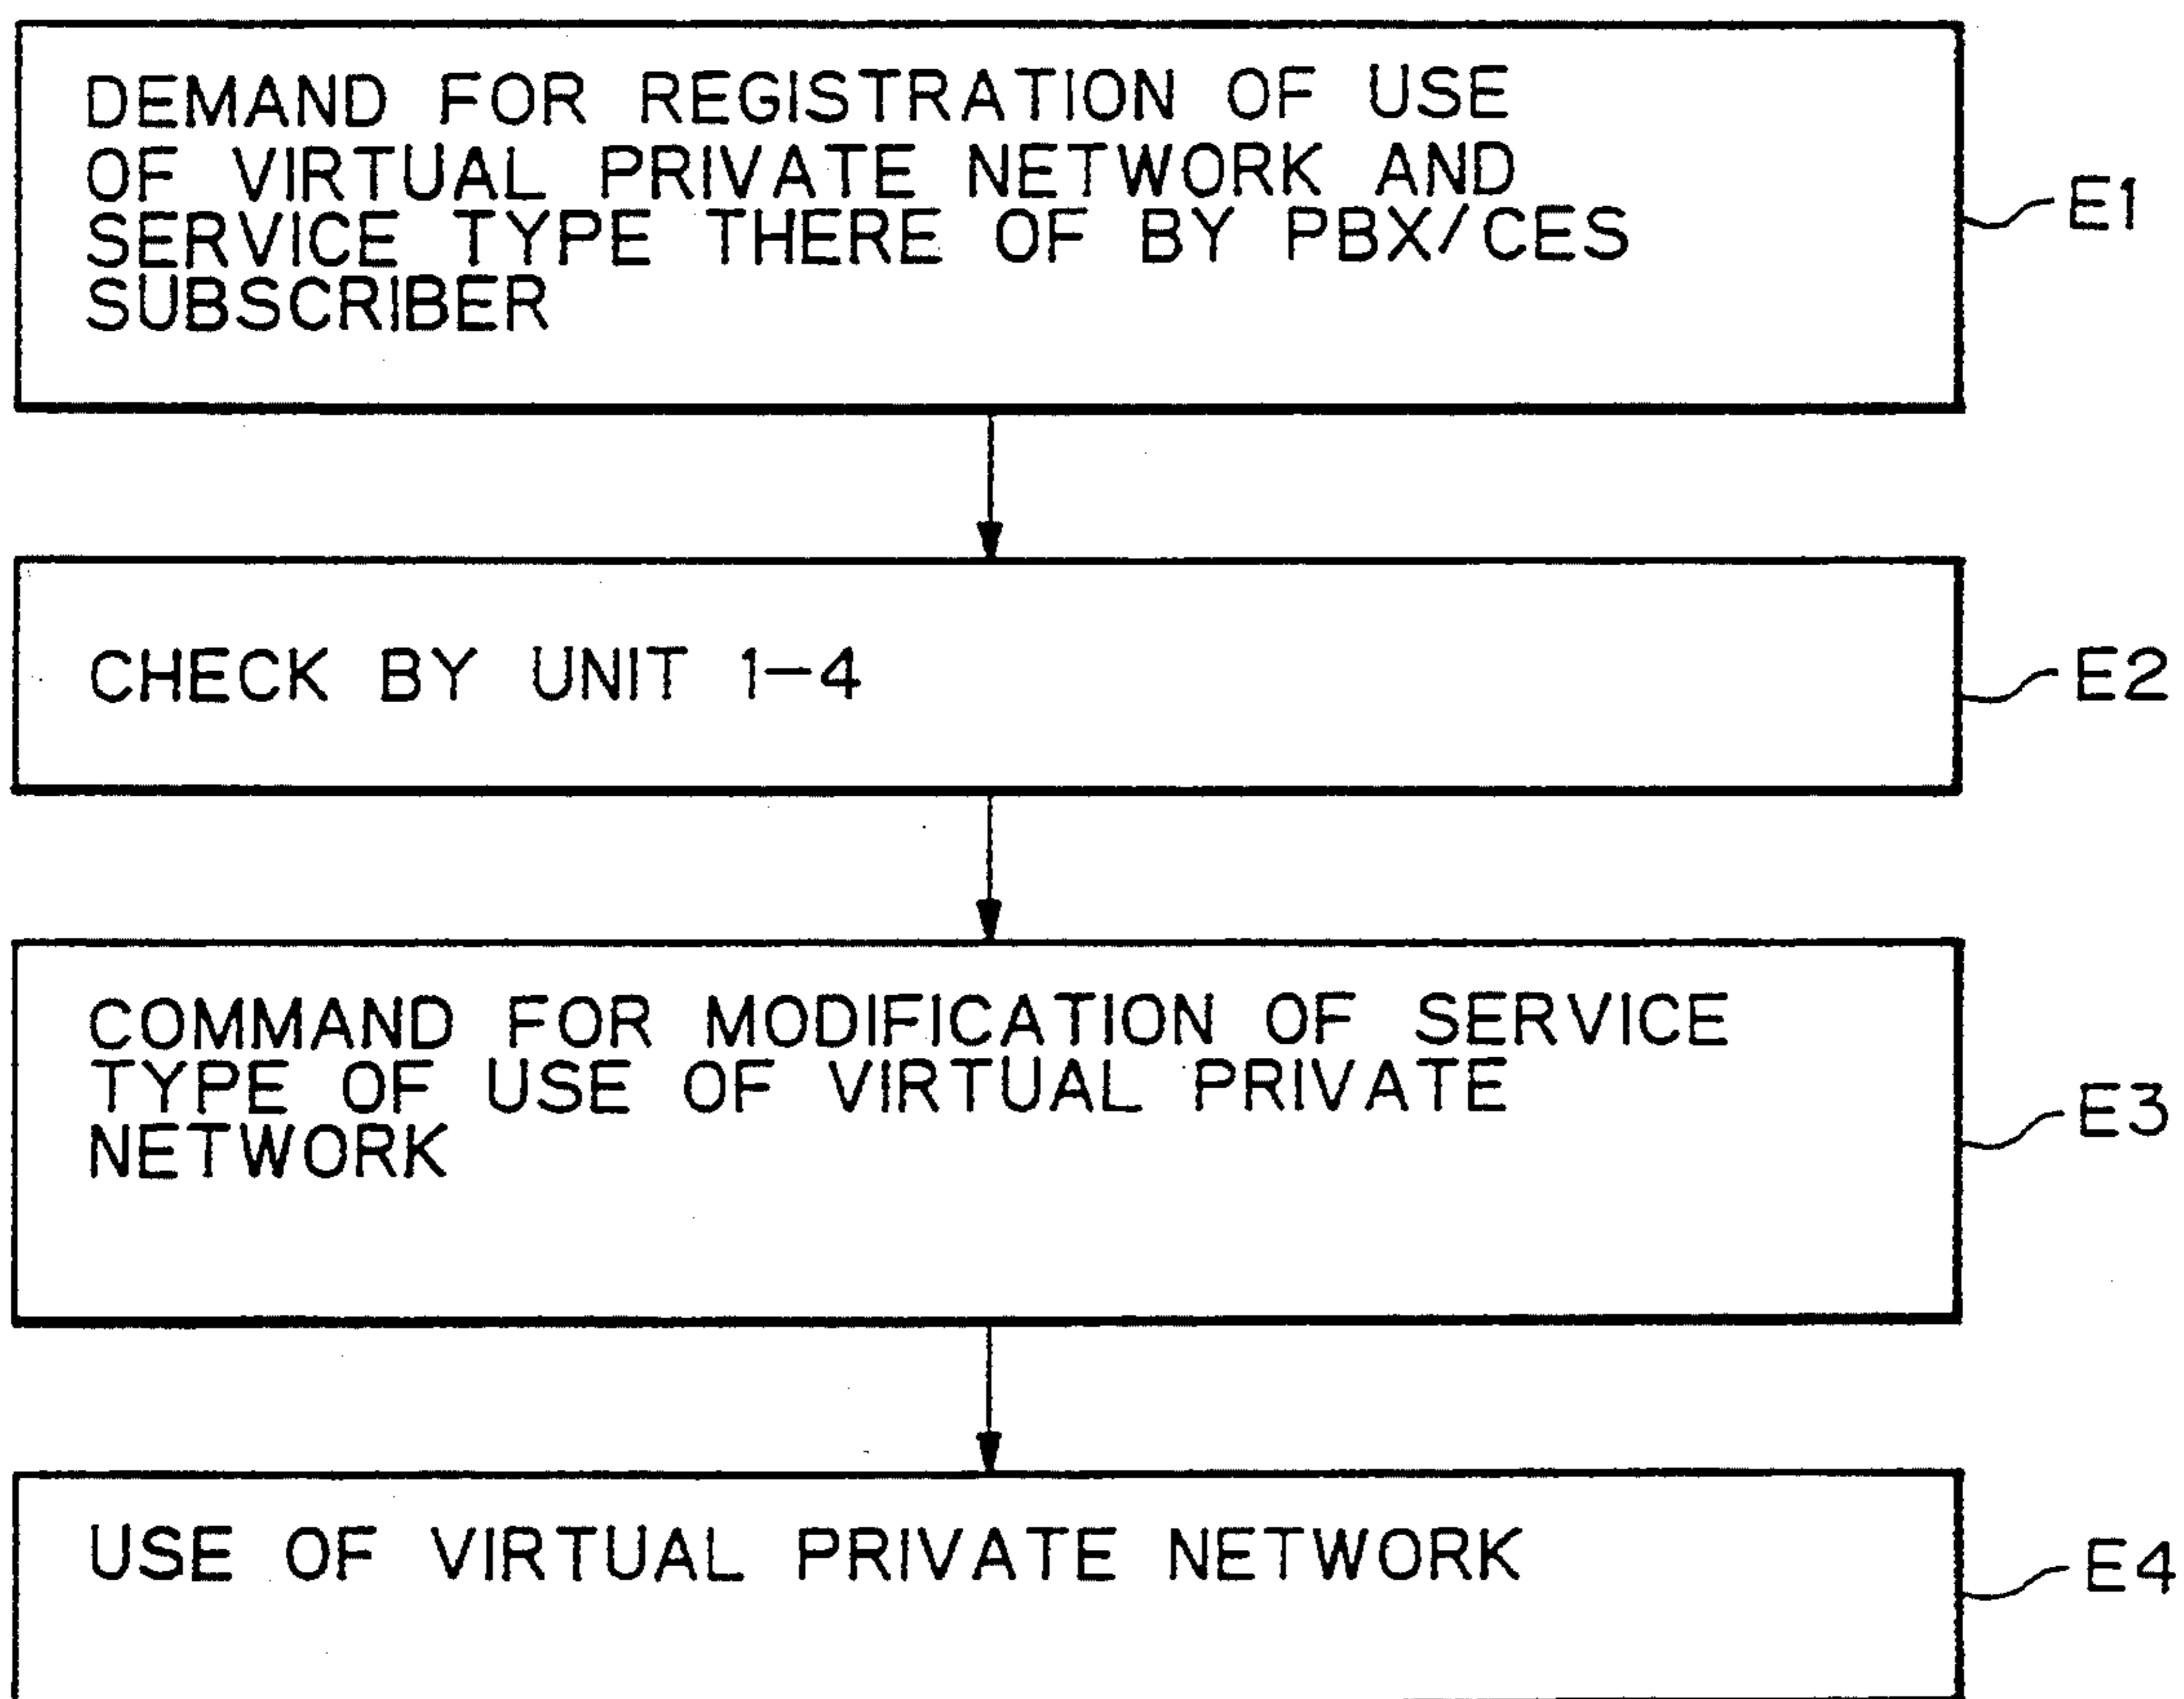 DEMAND FOR REGISTRATION OF USE
OF VIRTUAL PRIVATE NETWORK AND
SERVICE TYPE THERE OF BY PBX/CES
SUBSCRIBER
E1
CHECK BY UNIT 1-4
E2
COMMAND FOR MODIFICATION OF SERVICE
TYPE OF USE OF VIRTUAL PRIVATE
NETWORK
E3
USE OF VIRTUAL PRIVATE NETWORK
E4